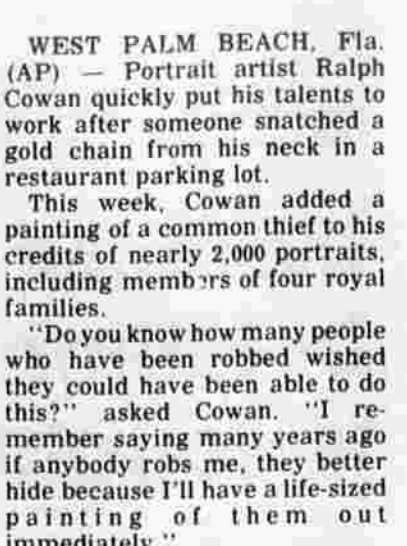 WEST PALM BEACH, Fla.
(AP) — Portrait artist Ralph
Cowan quickly put his talents to
work after someone snatched a
gold chain from his neck in a
restaurant parking lot.
This week, Cowan added a
painting of a common thief to his
credits of nearly 2,000 portraits,
including members of four royal
families.
"Do you know how many people
who have been robbed wished
they could have been able to do
this?" asked Cowan. "I re-
member saying many years ago
if anybody robs me, they better
hide because I'll have a life-sized
painting of them out
immediately."